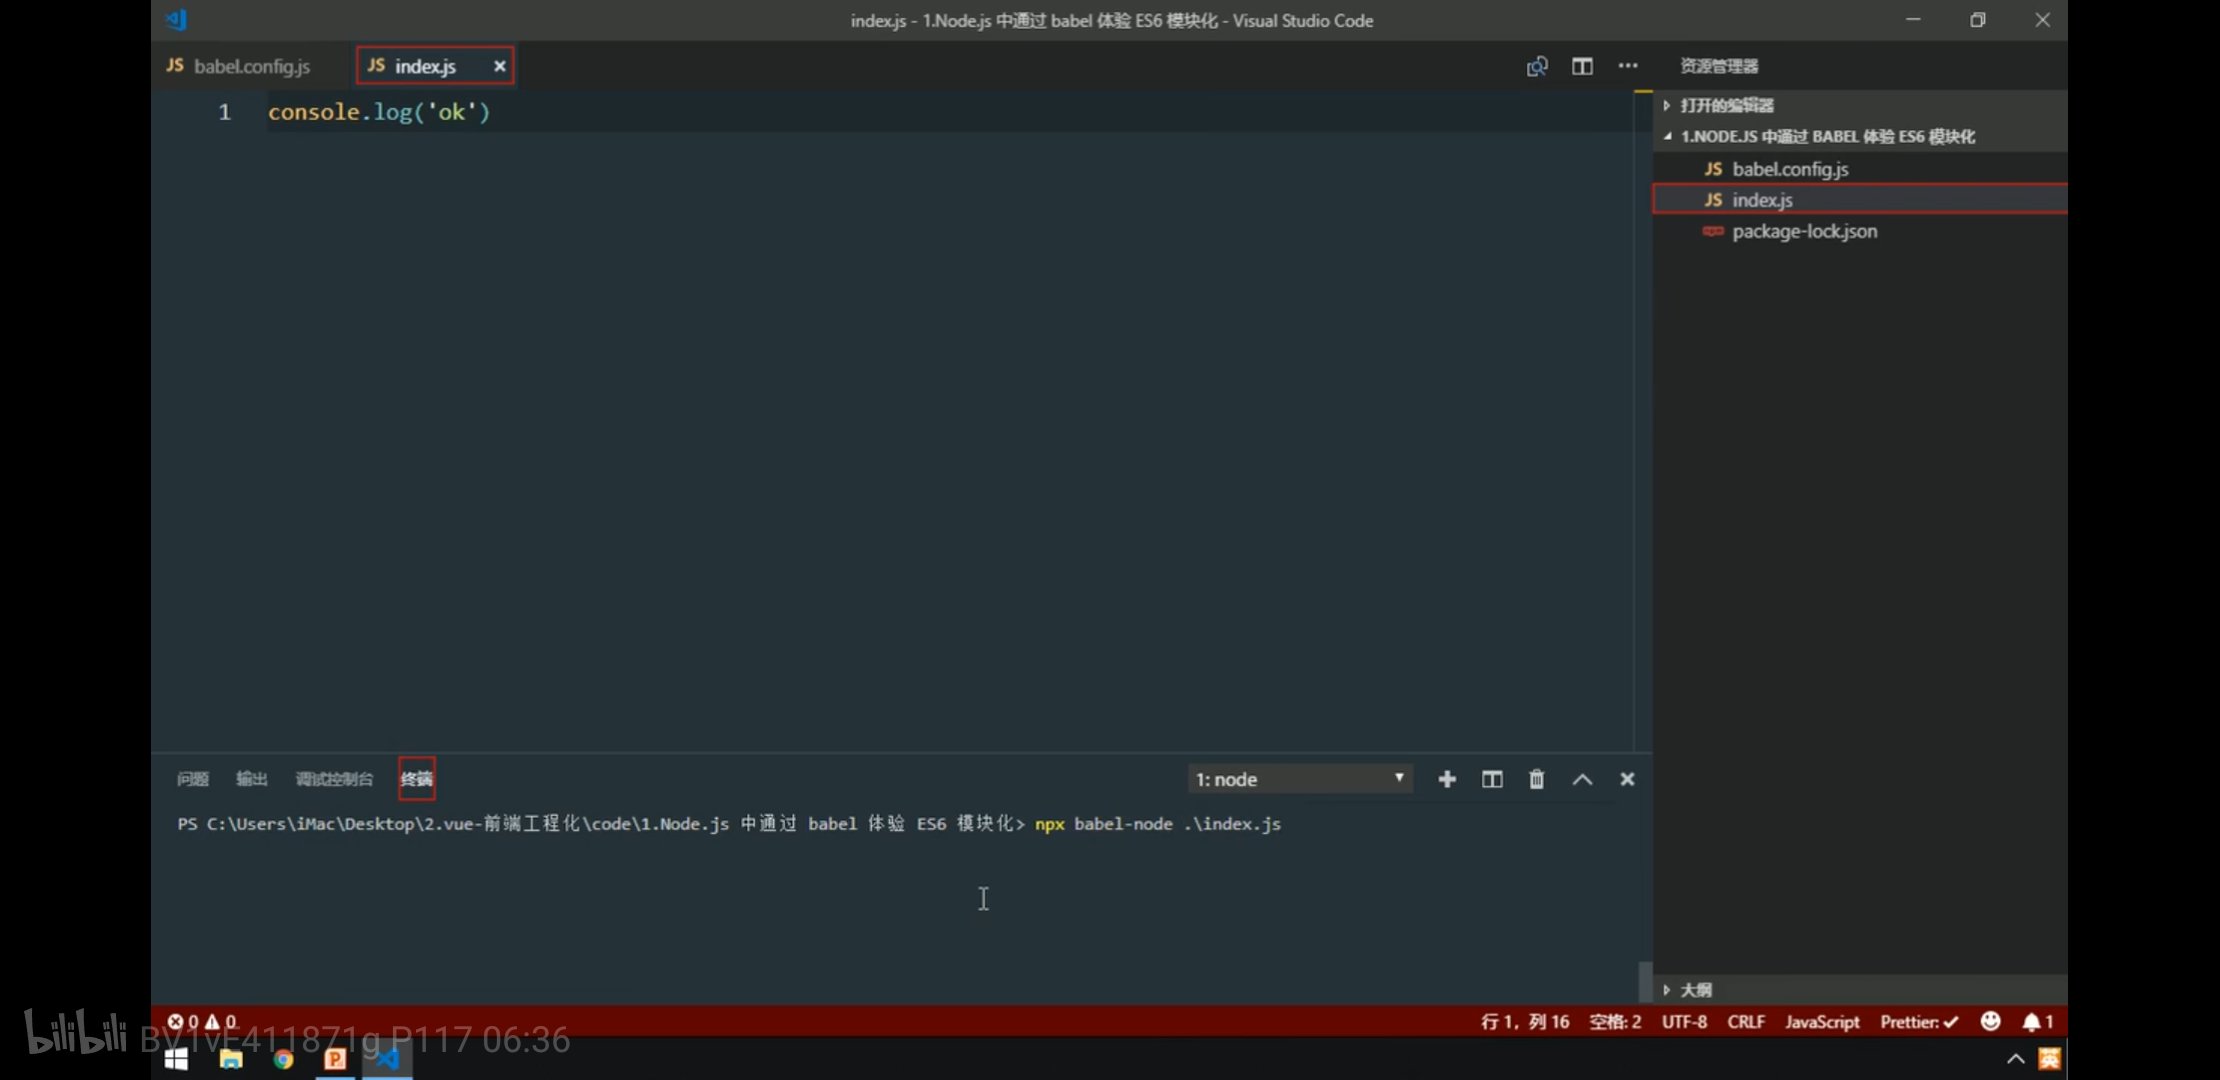 index.js - 1.Node.js 中通过 babel 体验 ES6 模块化 - Visual Studio Code
JS babel.config.js
JS index.js
资源管理器
1 console.log('ok')
打开的编辑器
1.NODE.JS 中通过 BABEL 体验 ES6 模块化
JS babel.config.js
JS index.js
package-lock.json
问题 输出 调试控制台 终端
1: node
PS C:\Users\iMac\Desktop\2.vue-前端工程化\code\1.Node.js 中通过 babel 体验 ES6 模块化> npx babel-node .\index.js
大纲
0 0
行 1，列 16 空格: 2 UTF-8 CRLF JavaScript Prettier: ✓ 1
bilibili BV1vE411871g P117 06:36
英